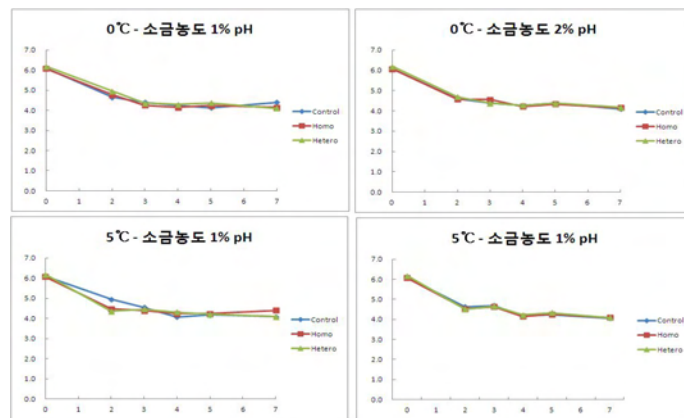 0℃ - 소금농도 1% pH
7.0
6.0
5.0
4.0
3.0
2.0
1.0
0.0
0 1 2 3 4 5 6 7
Control
Homo
Hetero
0℃ - 소금농도 2% pH
7.0
6.0
5.0
4.0
3.0
2.0
1.0
0.0
0 1 2 3 4 5 6 7
Control
Homo
Hetero
5℃ - 소금농도 1% pH
7.0
6.0
5.0
4.0
3.0
2.0
1.0
0.0
0 1 2 3 4 5 6 7
Control
Homo
Hetero
5℃ - 소금농도 1% pH
7.0
6.0
5.0
4.0
3.0
2.0
1.0
0.0
0 1 2 3 4 5 6 7
Control
Homo
Hetero